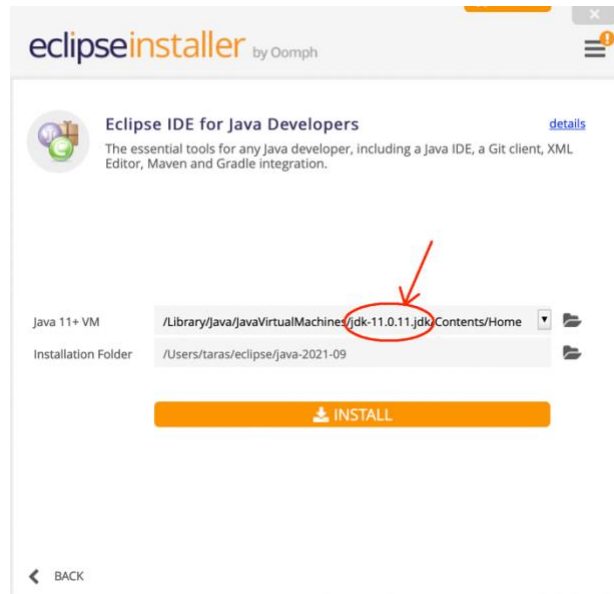 eclipseinstaller by Oomph
Eclipse IDE for Java Developers
details
The essential tools for any Java developer, including a Java IDE, a Git client, XML
Editor, Maven and Gradle integration.
Java 11+ VM
/Library/Java/JavaVirtualMachines/jdk-11.0.11.jdk/Contents/Home
Installation Folder
/Users/taras/eclipse/java-2021-09
INSTALL
BACK